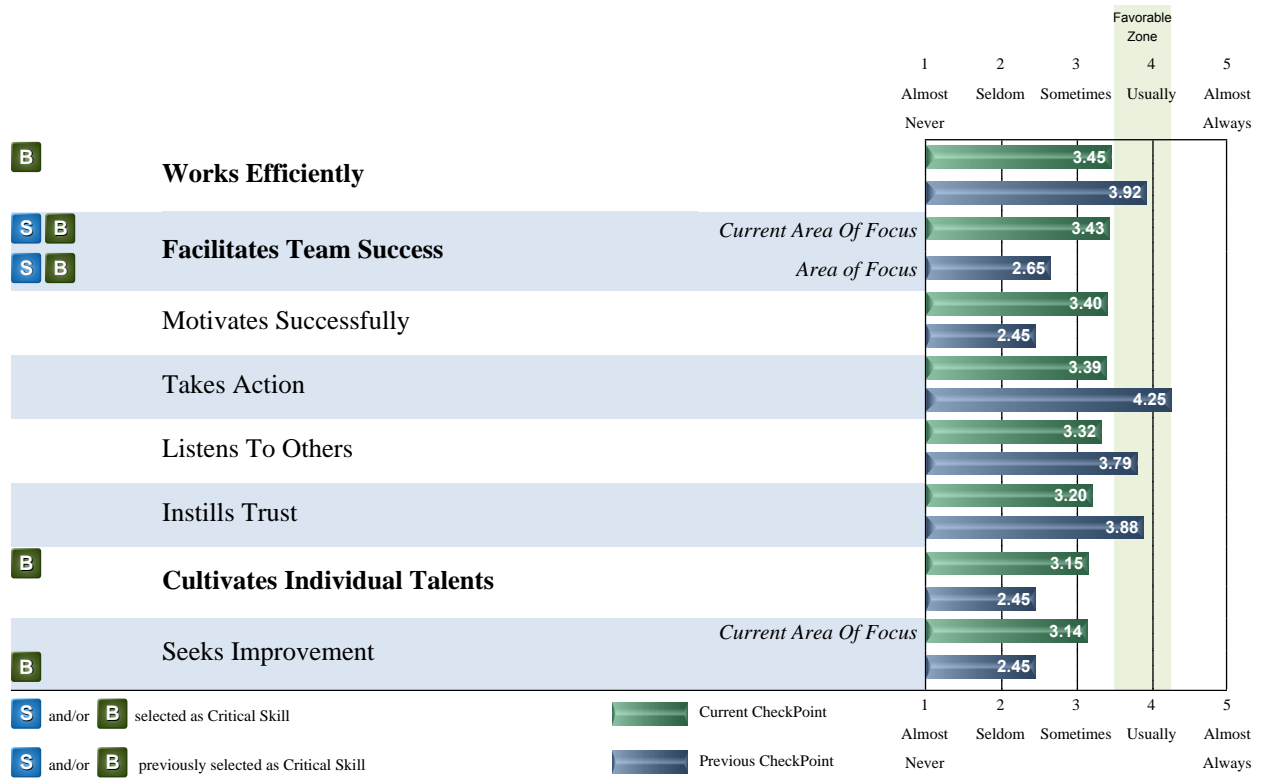 Favorable
Zone
1 2 3 4 5
Almost Seldom Sometimes Usually Almost
Never Always
B
Works Efficiently
3.45
3.92
S B
Facilitates Team Success
Current Area Of Focus
3.43
S B
Area of Focus
2.65
Motivates Successfully
3.40
2.45
Takes Action
3.39
4.25
Listens To Others
3.32
3.79
Instills Trust
3.20
3.88
B
Cultivates Individual Talents
3.15
2.45
Seeks Improvement
Current Area Of Focus
3.14
B
2.45
S and/or B selected as Critical Skill
Current CheckPoint
1 2 3 4 5
Almost Seldom Sometimes Usually Almost
S and/or B previously selected as Critical Skill
Previous CheckPoint
Never Always